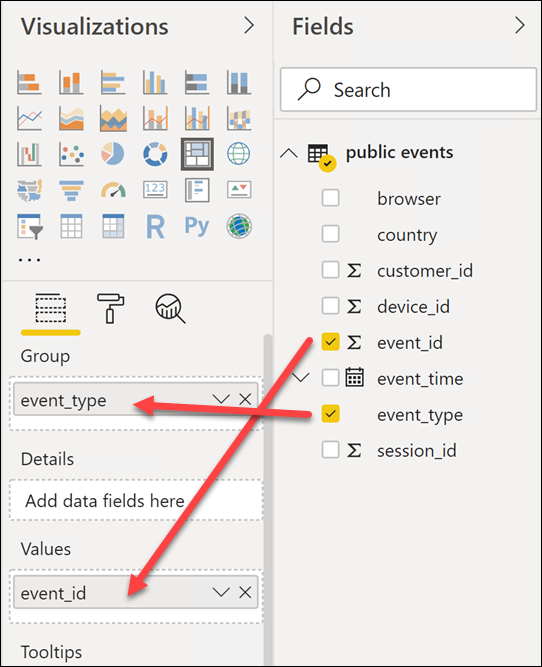 Visualizations
123
R
Py
...
Group
event_type
Details
Add data fields here
Values
event_id
Tooltips
Fields
Search
public events
browser
country
Σ customer_id
Σ device_id
Σ event_id
event_time
event_type
Σ session_id